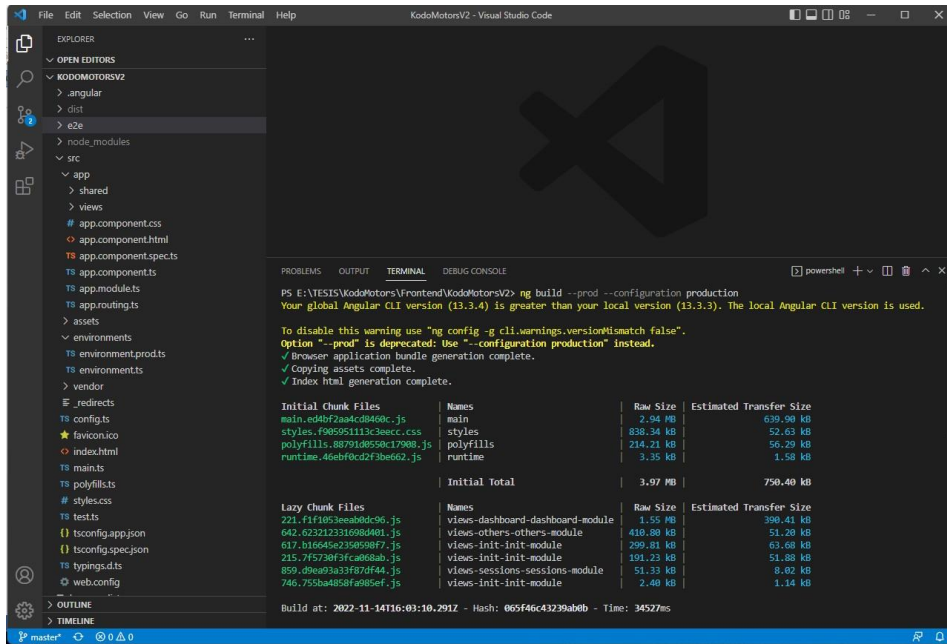 File Edit Selection View Go Run Terminal Help
KodoMotorsV2 - Visual Studio Code
EXPLORER
OPEN EDITORS
KODOMOTORSV2
.angular
dist
e2e
node_modules
src
app
shared
views
app.component.css
app.component.html
app.component.spec.ts
app.component.ts
app.module.ts
app.routing.ts
assets
environments
environment.prod.ts
environment.ts
vendor
_redirects
config.ts
favicon.ico
index.html
main.ts
polyfills.ts
styles.css
test.ts
tsconfig.app.json
tsconfig.spec.json
typings.d.ts
web.config
OUTLINE
TIMELINE
PROBLEMS OUTPUT TERMINAL DEBUG CONSOLE
powershell
PS E:\TESIS\KodoMotors\Frontend\KodoMotorsV2> ng build --prod --configuration production
Your global Angular CLI version (13.3.4) is greater than your local version (13.3.3). The local Angular CLI version is used.
To disable this warning use "ng config -g cli.warnings.versionMismatch false".
Option "--prod" is deprecated: Use "--configuration production" instead.
✓ Browser application bundle generation complete.
✓ Copying assets complete.
✓ Index html generation complete.
Initial Chunk Files | Names | Raw Size | Estimated Transfer Size
main.ed4bf2aa4cd8460c.js | main | 2.94 MB | 639.90 kB
styles.f905951113c3eecc.css | styles | 838.34 kB | 52.63 kB
polyfills.88791d0550c17908.js | polyfills | 214.21 kB | 56.29 kB
runtime.46ebf0cd2f3be662.js | runtime | 3.35 kB | 1.58 kB
| Initial Total | 3.97 MB | 750.40 kB
Lazy Chunk Files | Names | Raw Size | Estimated Transfer Size
221.f1f1053eeab0dc96.js | views-dashboard-dashboard-module | 1.55 MB | 390.41 kB
642.623212331698d401.js | views-others-others-module | 410.80 kB | 51.20 kB
617.b16645e2350598f7.js | views-init-init-module | 299.81 kB | 63.68 kB
215.7f5730f3fca068ab.js | views-init-init-module | 191.23 kB | 51.88 kB
859.d9ea93a33f87df44.js | views-sessions-sessions-module | 51.33 kB | 8.02 kB
746.755ba4858fa985ef.js | views-init-init-module | 2.40 kB | 1.14 kB
Build at: 2022-11-14T16:03:10.291Z - Hash: 065f46c43239ab0b - Time: 34527ms
master* 0 0